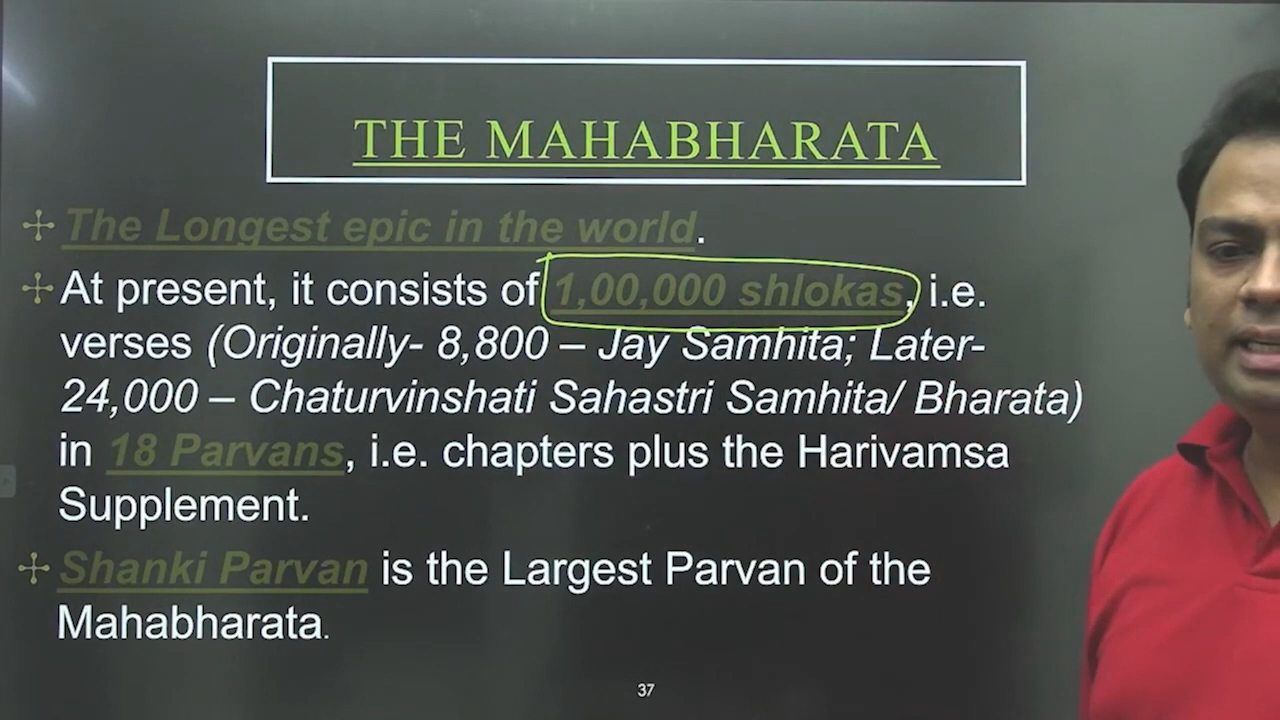 THE MAHABHARATA
The Longest epic in the world.
At present, it consists of 1,00,000 shlokas, i.e.
verses (Originally- 8,800 – Jay Samhita; Later-
24,000 – Chaturvinshati Sahastri Samhita/ Bharata)
in 18 Parvans, i.e. chapters plus the Harivamsa
Supplement.
Shanki Parvan is the Largest Parvan of the
Mahabharata.
37